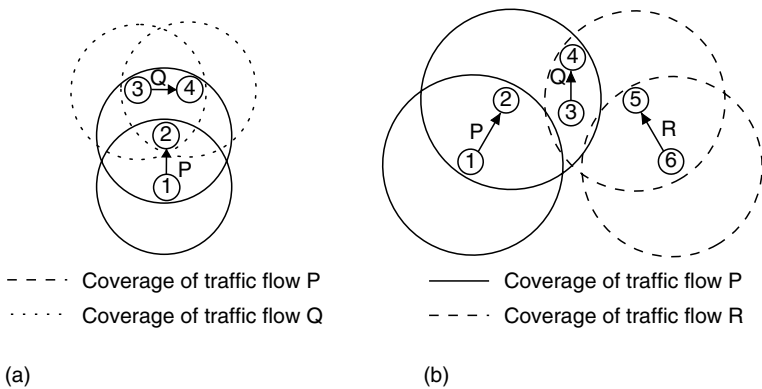 3 Q 4
2
P
1
4
Q
2
3
5
P
R
1
6
Coverage of traffic flow P
Coverage of traffic flow Q
Coverage of traffic flow P
Coverage of traffic flow R
(a)
(b)